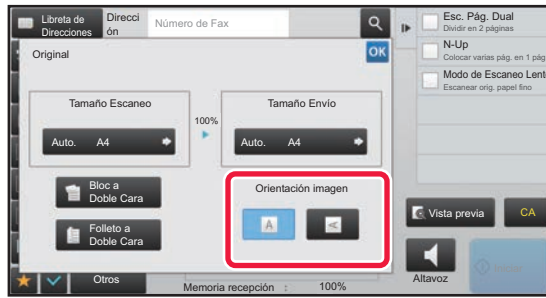 Libreta de
Direcciones
Direcci
ón
Número de Fax
Original
OK
Tamaño Escaneo
100%
Tamaño Envío
Auto. A4
Auto. A4
Bloc a
Doble Cara
Folleto a
Doble Cara
Orientación imagen
A
A
Otros
Memoria recepción : 100%
Esc. Pág. Dual
Dividir en 2 páginas
N-Up
Colocar varias pág. en 1 pág
Modo de Escaneo Lent
Escanear orig. papel fino
Vista previa
CA
Altavoz
Iniciar